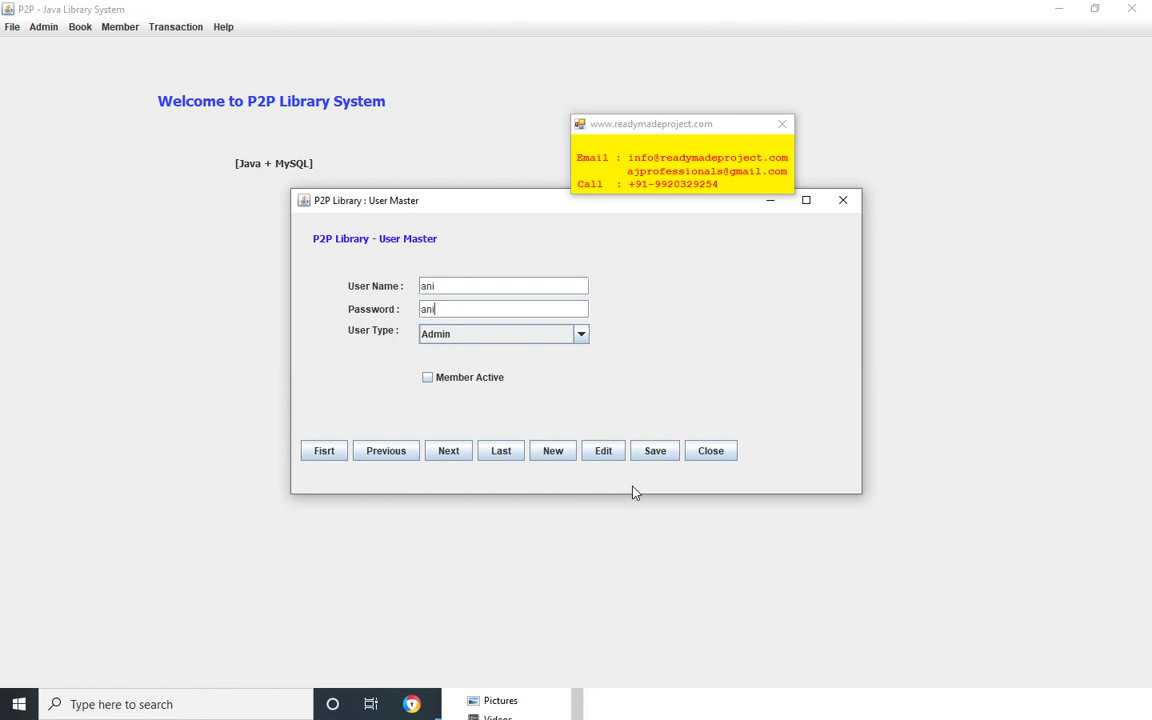 P2P - Java Library System
File Admin Book Member Transaction Help
Welcome to P2P Library System
www.readymadeproject.com
Email : info@readymadeproject.com
ajprofessionals@gmail.com
Call : +91-9920329254
[Java + MySQL]
P2P Library : User Master
P2P Library - User Master
User Name : ani
Password : ani
User Type : Admin
Member Active
Fisrt Previous Next Last New Edit Save Close
Type here to search
Pictures
Videos